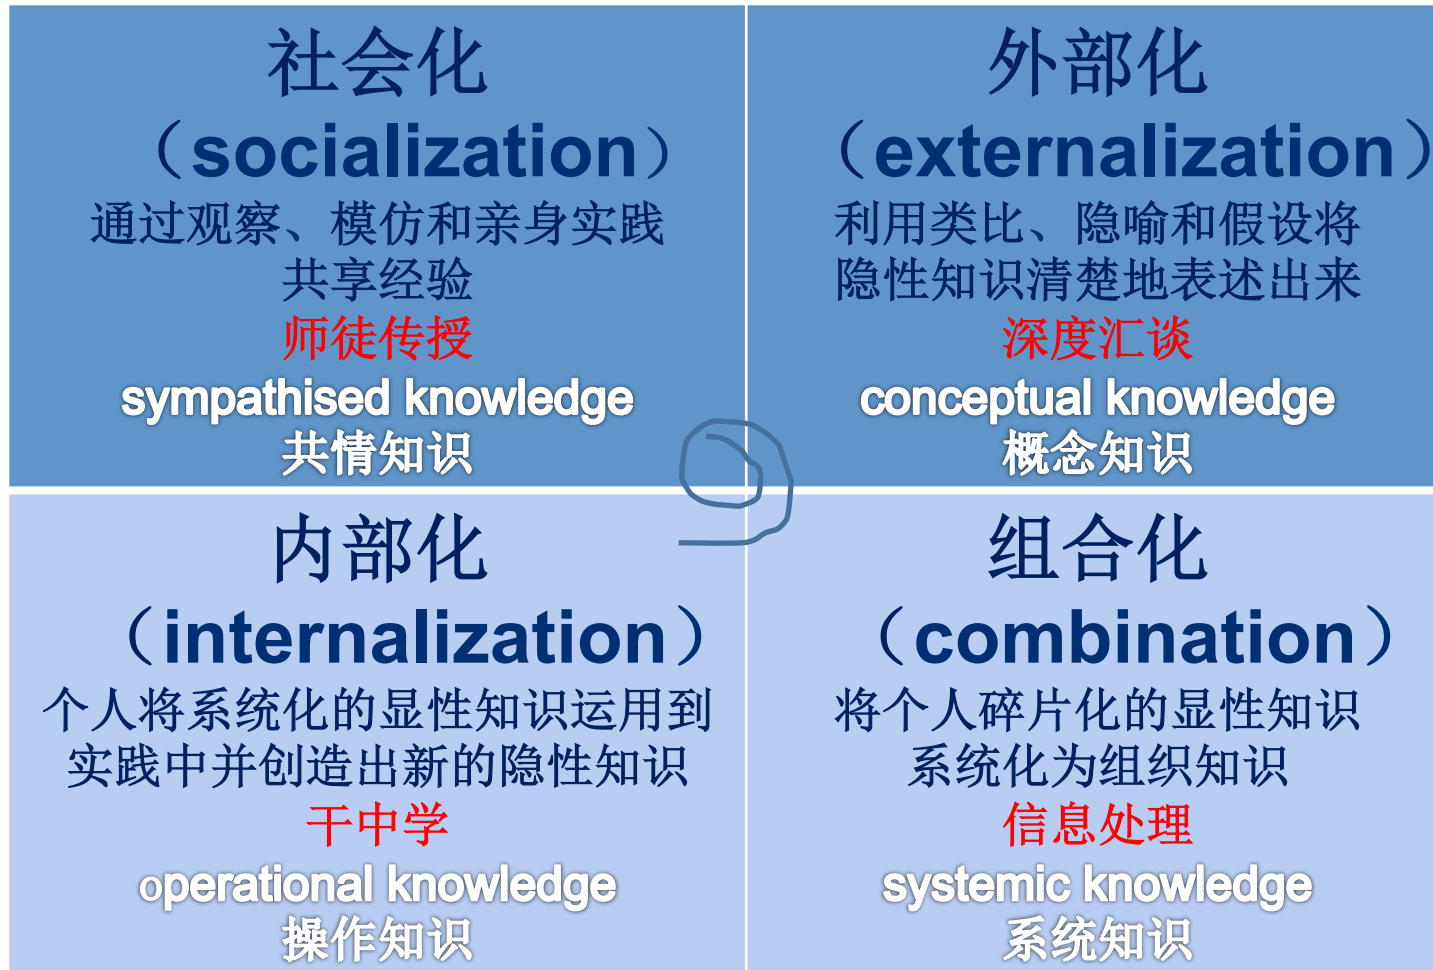 社会化
（socialization）
通过观察、模仿和亲身实践
共享经验
师徒传授
sympathised knowledge
共情知识
外部化
（externalization）
利用类比、隐喻和假设将
隐性知识清楚地表述出来
深度汇谈
conceptual knowledge
概念知识
内部化
（internalization）
个人将系统化的显性知识运用到
实践中并创造出新的隐性知识
干中学
operational knowledge
操作知识
组合化
（combination）
将个人碎片化的显性知识
系统化为组织知识
信息处理
systemic knowledge
系统知识